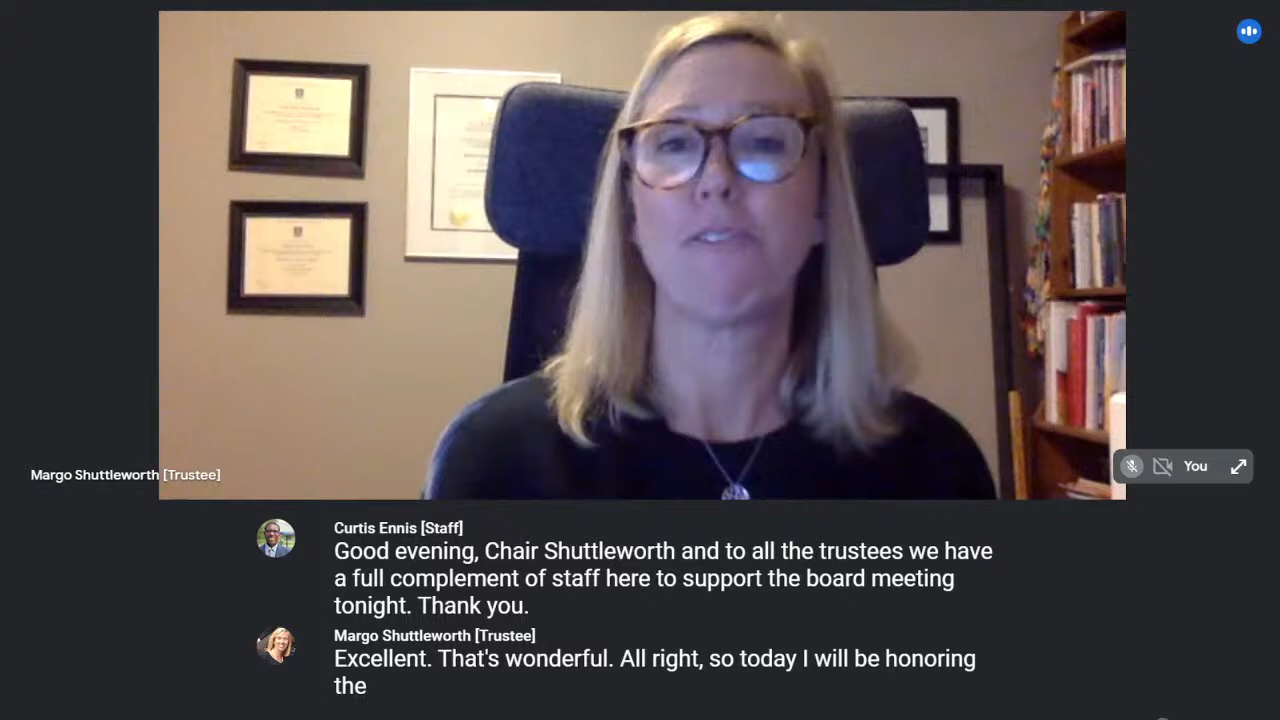 Margo Shuttleworth [Trustee]
You
Curtis Ennis [Staff]
Good evening, Chair Shuttleworth and to all the trustees we have
a full complement of staff here to support the board meeting
tonight. Thank you.
Margo Shuttleworth [Trustee]
Excellent. That's wonderful. All right, so today I will be honoring
the